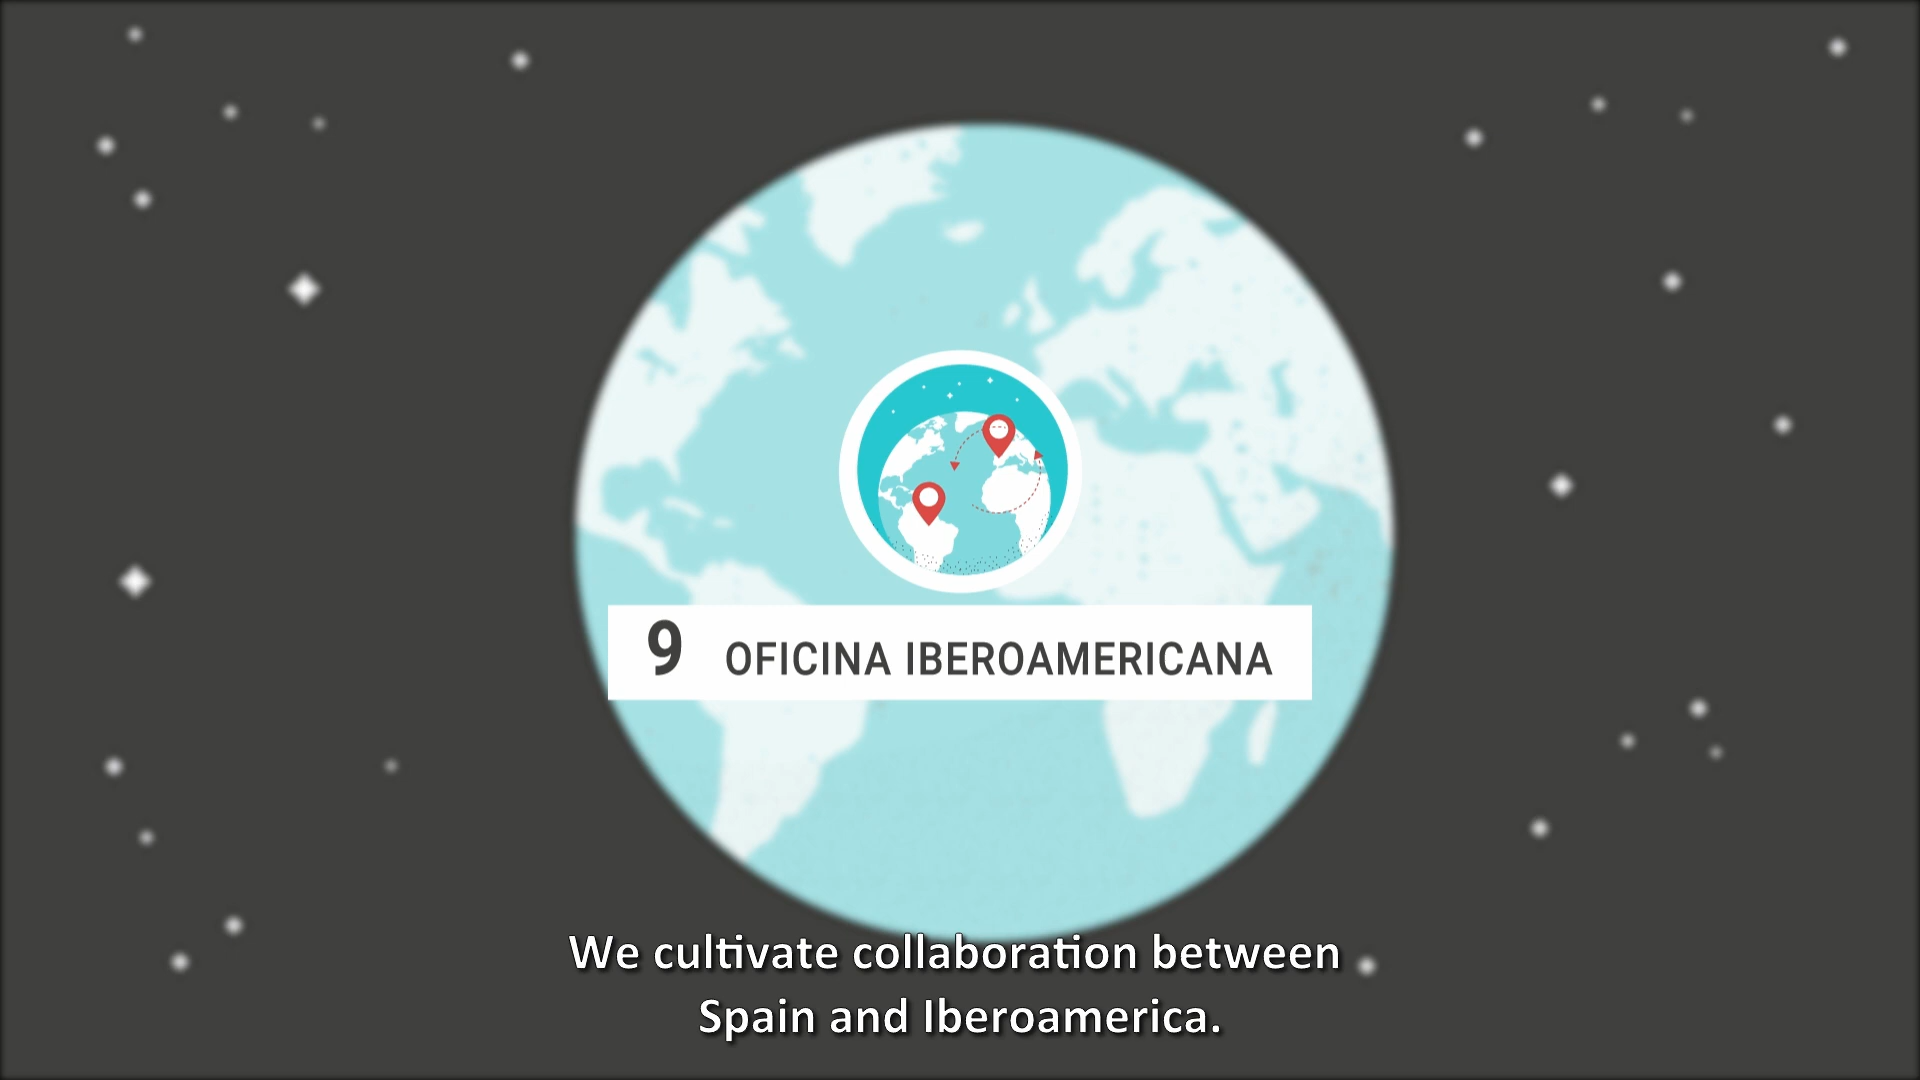 9 OFICINA IBEROAMERICANA
We cultivate collaboration between
Spain and Iberoamerica.